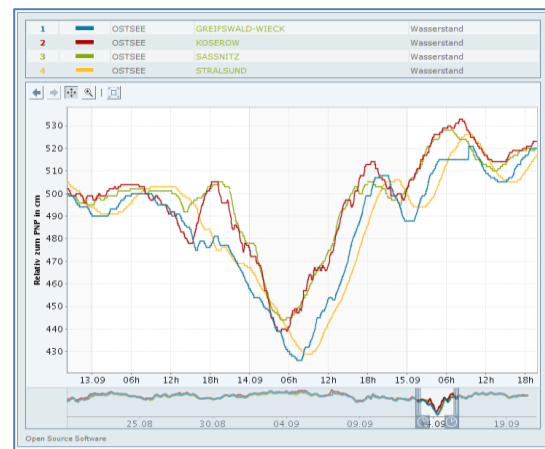 1 OSTSEE GREIFSWALD-WIECK Wasserstand
2 OSTSEE KOSEROW Wasserstand
3 OSTSEE SASSNITZ Wasserstand
4 OSTSEE STRALSUND Wasserstand
Relativ zum PNP in cm
530
520
510
500
490
480
470
460
450
440
430
13.09 06h 12h 18h 14.09 06h 12h 18h 15.09 06h 12h 18h
25.08 30.08 04.09 09.09 14.09 19.09
Open Source Software